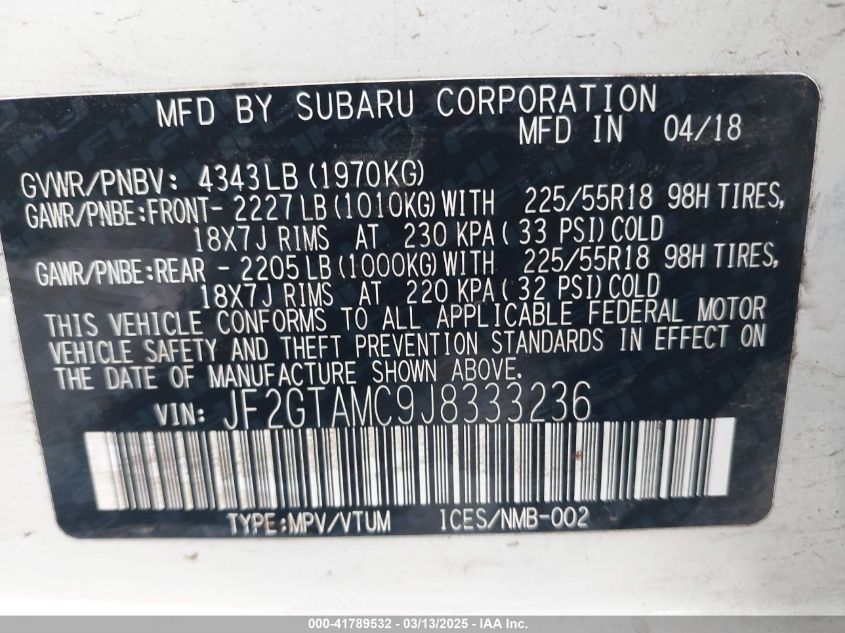 MFD BY SUBARU CORPORATION
MFD IN 04/18
GVWR/PNBV: 4343LB (1970KG)
GAWR/PNBE:FRONT- 2227LB (1010KG) WITH 225/55R18 98H TIRES,
18X7J RIMS AT 230 KPA ( 33 PSI) COLD
GAWR/PNBE:REAR - 2205LB (1000KG) WITH 225/55R18 98H TIRES,
18X7J RIMS AT 220 KPA ( 32 PSI) COLD
THIS VEHICLE CONFORMS TO ALL APPLICABLE FEDERAL MOTOR
VEHICLE SAFETY AND THEFT PREVENTION STANDARDS IN EFFECT ON
THE DATE OF MANUFACTURE SHOWN ABOVE.
VIN: JF2GTAMC9J8333236
TYPE:MPV/VTUM ICES/NMB-002
000-41789532 - 03/13/2025 - IAAI.com